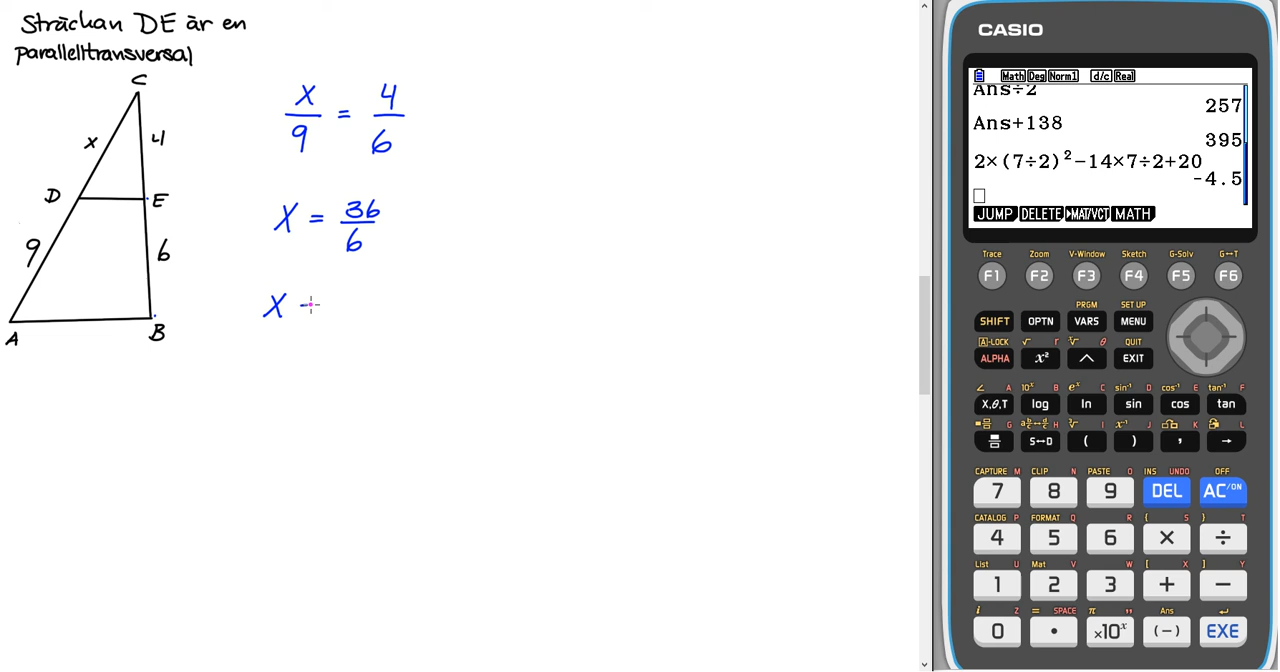 Sträckan DE är en
parallelltransversal
C
x 4
D E
9 6
A B
x/9 = 4/6
x = 36/6
x -
CASIO
Math Deg Norm1 d/c Real
Ans÷2
257
Ans+138
395
2×(7÷2)²-14×7÷2+20
-4.5
JUMP DELETE ▶MAT/VCT MATH
Trace Zoom V-Window Sketch G-Solv G↔T
F1 F2 F3 F4 F5 F6
PRGM SET UP
SHIFT OPTN VARS MENU
A-LOCK √ r ˣ√ θ QUIT
ALPHA x² ^ EXIT
∠ A 10ˣ B eˣ C sin⁻¹ D cos⁻¹ E tan⁻¹ F
X,θ,T log ln sin cos tan
G H ³√ I x⁻¹ J K L
S↔D ( ) , →
CAPTURE M CLIP N PASTE O INS UNDO OFF
7 8 9 DEL AC/ON
CATALOG P FORMAT Q R { S } T
4 5 6 × ÷
List U Mat V W [ X ] Y
1 2 3 + −
i Z = SPACE π " Ans ↵
0 • ×10ˣ (−) EXE